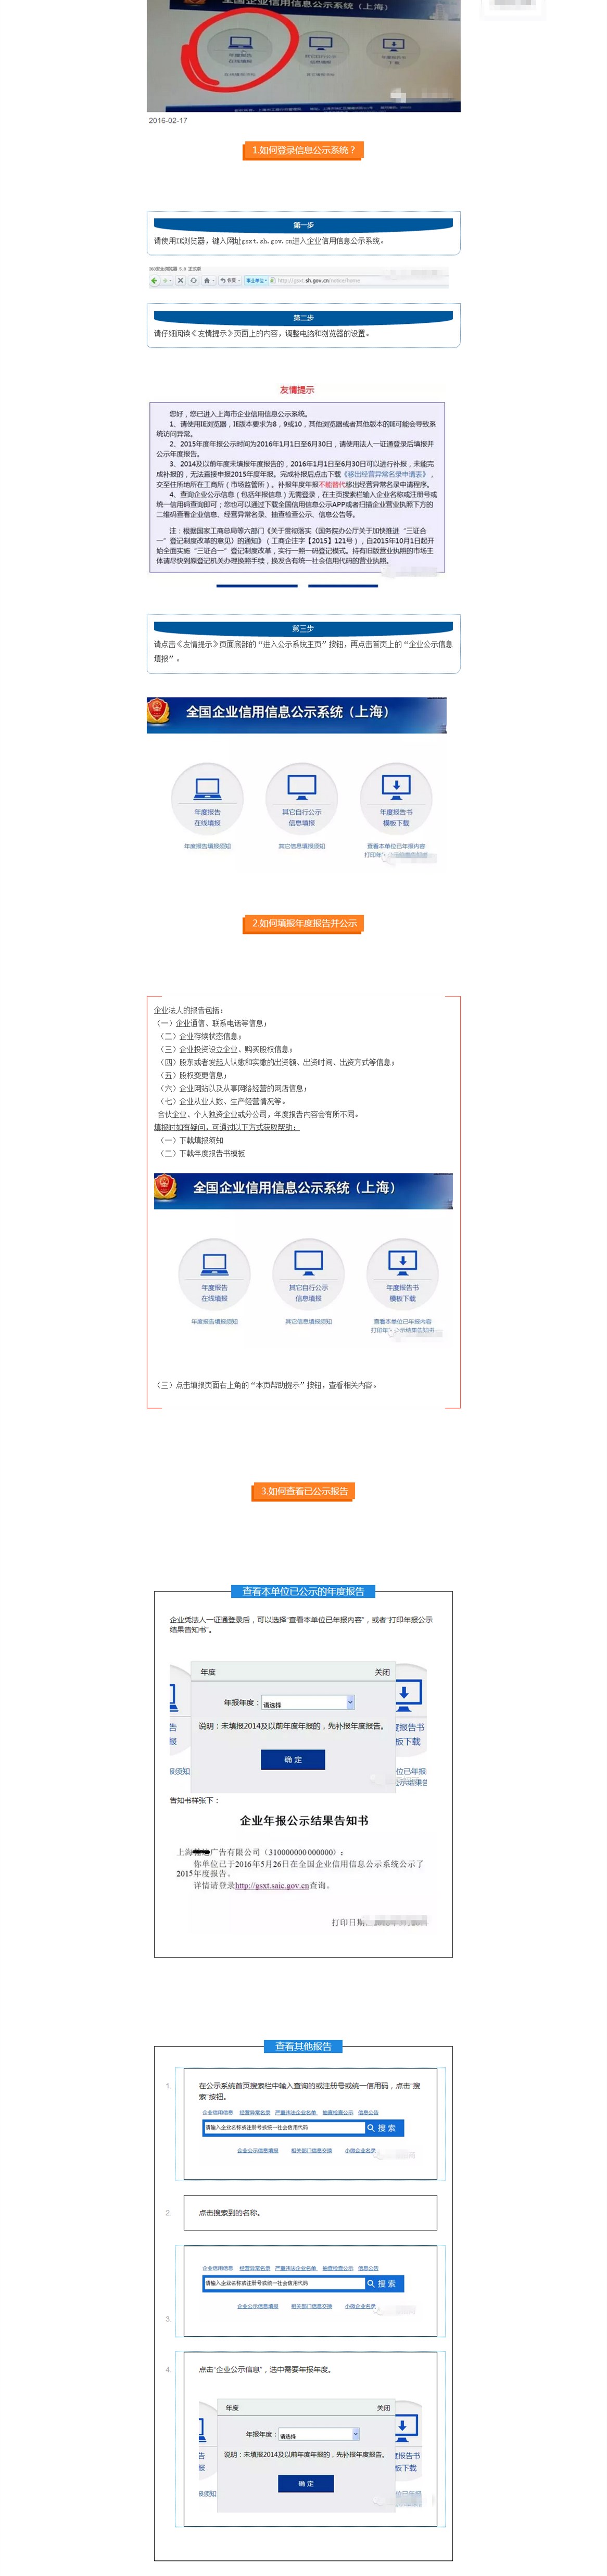 全国企业信用信息公示系统（上海）
年度报告
在线填报
其它自行公示
信息填报
2016-02-17
1.如何登录信息公示系统？
第一步
请使用IE浏览器，键入网址gsxt.sh.gov.cn进入企业信用信息公示系统。
360安全浏览器 5.0 正式版
收藏
事业单位
http://gsxt.sh.gov.cn/notice/home
第二步
请仔细阅读《友情提示》页面上的内容，调整电脑和浏览器的设置。
友情提示
您好，您已进入上海市企业信用信息公示系统。
1、请使用IE浏览器，IE版本要求为8，9或10，其他浏览器或者其他版本的IE可能会导致系
统访问异常。
2、2015年度年报公示时间为2016年1月1日至6月30日，请使用法人一证通登录后填报并
公示年度报告。
3、2014及以前年度未填报年度报告的，2016年1月1日至6月30日可以进行补报，未能完
成补报的，无法直接申报2015年度年报。完成补报后点击下载《移出经营异常名录申请表》，
交至住所地所在工商所（市场监管所）。补报年度年报不能替代移出经营异常名录申请程序。
4、查询企业公示信息（包括年报信息）无需登录，在主页搜索栏输入企业名称或注册号或
统一信用码查询即可；您也可以通过下载全国信息公示APP或者扫描企业营业执照下方的
二维码查看企业信息、经营异常名录、抽查检查公示、信息公告等。
注：根据国家工商总局等六部门《关于贯彻落实〈国务院办公厅关于加快推进“三证合
一”登记制度改革的意见〉的通知》（工商企注字【2015】121号），自2015年10月1日起开
始全面实施“三证合一”登记制度改革，实行一照一码登记模式。持有旧版营业执照的市场主
体请尽快到原登记机关办理换照手续，换发含有统一社会信用代码的营业执照。
第三步
请点击《友情提示》页面底部的“进入公示系统主页”按钮，再点击首页上的“企业公示信息
填报”。
全国企业信用信息公示系统（上海）
年度报告
在线填报
其它自行公示
信息填报
年度报告书
模板下载
年度报告填报须知
其它信息填报须知
查看本单位已年报内容
2.如何填报年度报告并公示
企业法人的报告包括：
（一）企业通信、联系电话等信息；
（二）企业存续状态信息；
（三）企业投资设立企业、购买股权信息；
（四）股东或者发起人认缴和实缴的出资额、出资时间、出资方式等信息；
（五）股权变更信息；
（六）企业网站以及从事网络经营的网店信息；
（七）企业从业人数、生产经营情况等。
合伙企业、个人独资企业或分公司，年度报告内容会有所不同。
填报时如有疑问，可通过以下方式获取帮助：
（一）下载填报须知
（二）下载年度报告书模板
全国企业信用信息公示系统（上海）
年度报告
在线填报
其它自行公示
信息填报
年度报告书
模板下载
年度报告填报须知
其它信息填报须知
查看本单位已年报内容
（三）点击填报页面右上角的“本页帮助提示”按钮，查看相关内容。
3.如何查看已公示报告
查看本单位已公示的年度报告
企业凭法人一证通登录后，可以选择“查看本单位已年报内容”，或者“打印年报公示
结果告知书”。
年度
关闭
年报年度：
请选择
说明：未填报2014及以前年度年报的，先补报年度报告。
确 定
告知书样张下：
企业年报公示结果告知书
上海
广告有限公司（310000000000000）：
你单位已于2016年5月26日在全国企业信用信息公示系统公示了
2015年度报告。
详情请登录http://gsxt.saic.gov.cn查询。
打印日期
查看其他报告
1.
在公示系统首页搜索栏中输入查询的或注册号或统一信用码，点击“搜
索”按钮。
企业信用信息 经营异常名录 严重违法企业名单 抽查检查公示 信息公告
请输入企业名称或注册号或统一社会信用代码
搜 索
企业公示信息填报 相关部门信息交换 小微企业名录
2.
点击搜索到的名称。
企业信用信息 经营异常名录 严重违法企业名单 抽查检查公示 信息公告
请输入企业名称或注册号或统一社会信用代码
搜 索
企业公示信息填报 相关部门信息交换 小微企业名录
3.
4.
点击“企业公示信息”，选中需要年报年度。
年度
关闭
年报年度：
请选择
说明：未填报2014及以前年度年报的，先补报年度报告。
确 定